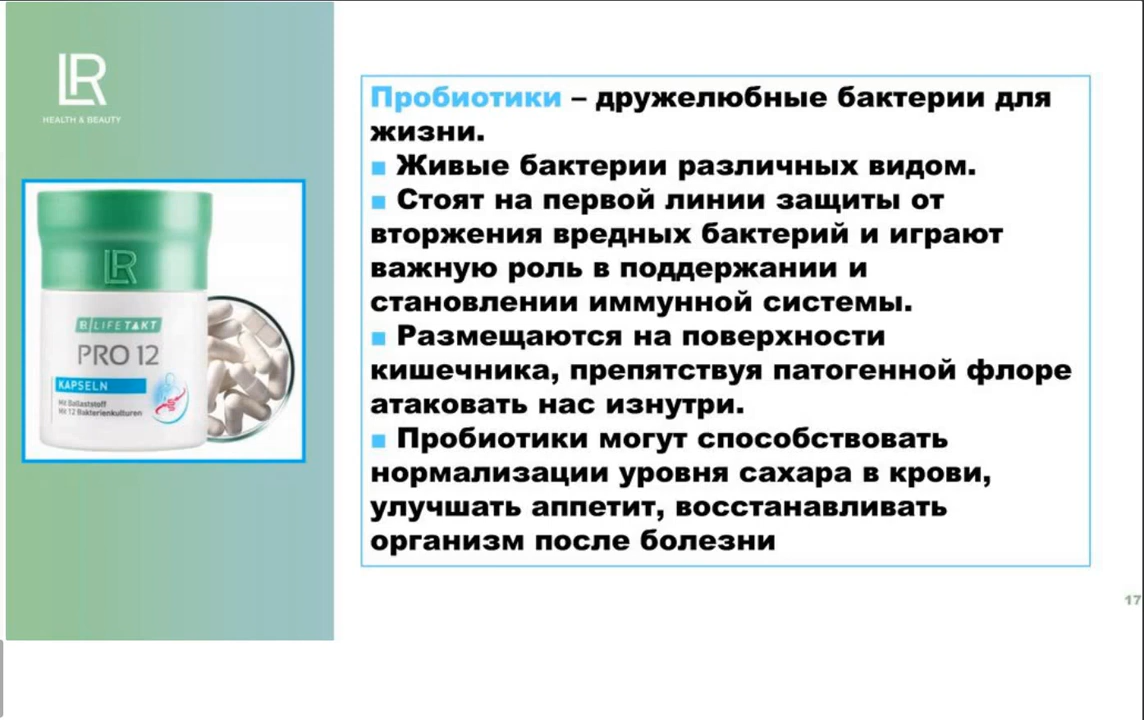 LR
HEALTH & BEAUTY
LR
LR LIFETAKT
PRO 12
KAPSELN
Mit Ballaststoff
Mit 12 Bakterienkulturen
Пробиотики – дружелюбные бактерии для
жизни.
▪ Живые бактерии различных видом.
▪ Стоят на первой линии защиты от
вторжения вредных бактерий и играют
важную роль в поддержании и
становлении иммунной системы.
▪ Размещаются на поверхности
кишечника, препятствуя патогенной флоре
атаковать нас изнутри.
▪ Пробиотики могут способствовать
нормализации уровня сахара в крови,
улучшать аппетит, восстанавливать
организм после болезни
17